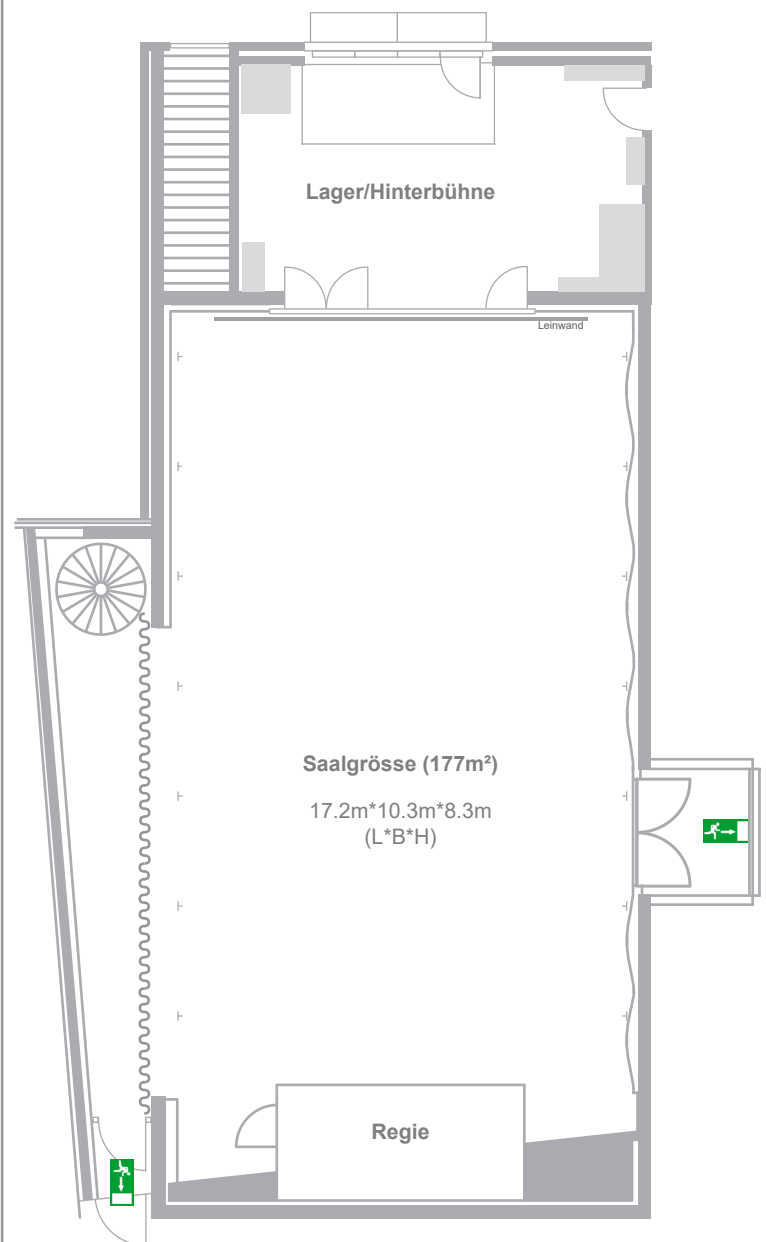 Lager/Hinterbühne
Leinwand
Saalgrösse (177m²)
17.2m*10.3m*8.3m
(L*B*H)
Regie